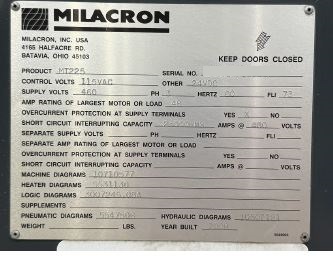 MILACRON
MILACRON, INC. USA
4165 HALFACRE RD.
BATAVIA, OHIO 45103
KEEP DOORS CLOSED
PRODUCT MT225 SERIAL NO.
CONTROL VOLTS 115VAC OTHER 24VDC
SUPPLY VOLTS 460 PH HERTZ 60 FLI 73
AMP RATING OF LARGEST MOTOR OR LOAD
OVERCURRENT PROTECTION AT SUPPLY TERMINALS YES X NO
SHORT CIRCUIT INTERRUPTING CAPACITY AMPS @ 480 VOLTS
SEPARATE SUPPLY VOLTS PH HERTZ FLI
AMP RATING OF LARGEST MOTOR OR LOAD
OVERCURRENT PROTECTION AT SUPPLY TERMINALS YES NO
SHORT CIRCUIT INTERRUPTING CAPACITY AMPS @ VOLTS
MACHINE DIAGRAMS
HEATER DIAGRAMS
LOGIC DIAGRAMS
SUPPLEMENTS
PNEUMATIC DIAGRAMS HYDRAULIC DIAGRAMS
WEIGHT LBS. YEAR BUILT